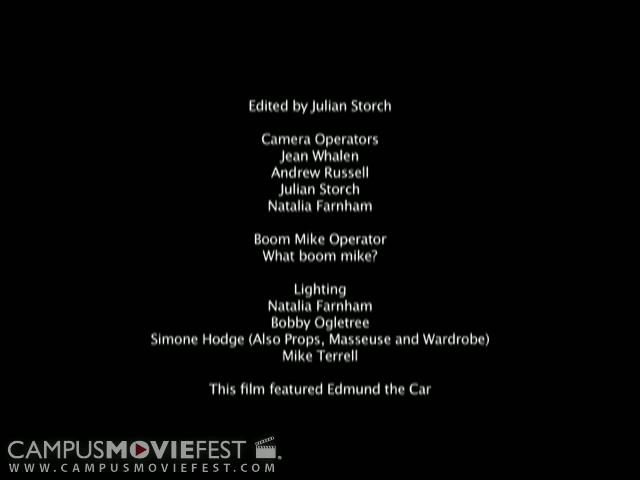 Edited by Julian Storch
Camera Operators
Jean Whalen
Andrew Russell
Julian Storch
Natalia Farnham
Boom Mike Operator
What boom mike?
Lighting
Natalia Farnham
Bobby Ogletree
Simone Hodge (Also Props, Masseuse and Wardrobe)
Mike Terrell
This film featured Edmund the Car
CAMPUSMOVIEFEST
WWW.CAMPUSMOVIEFEST.COM